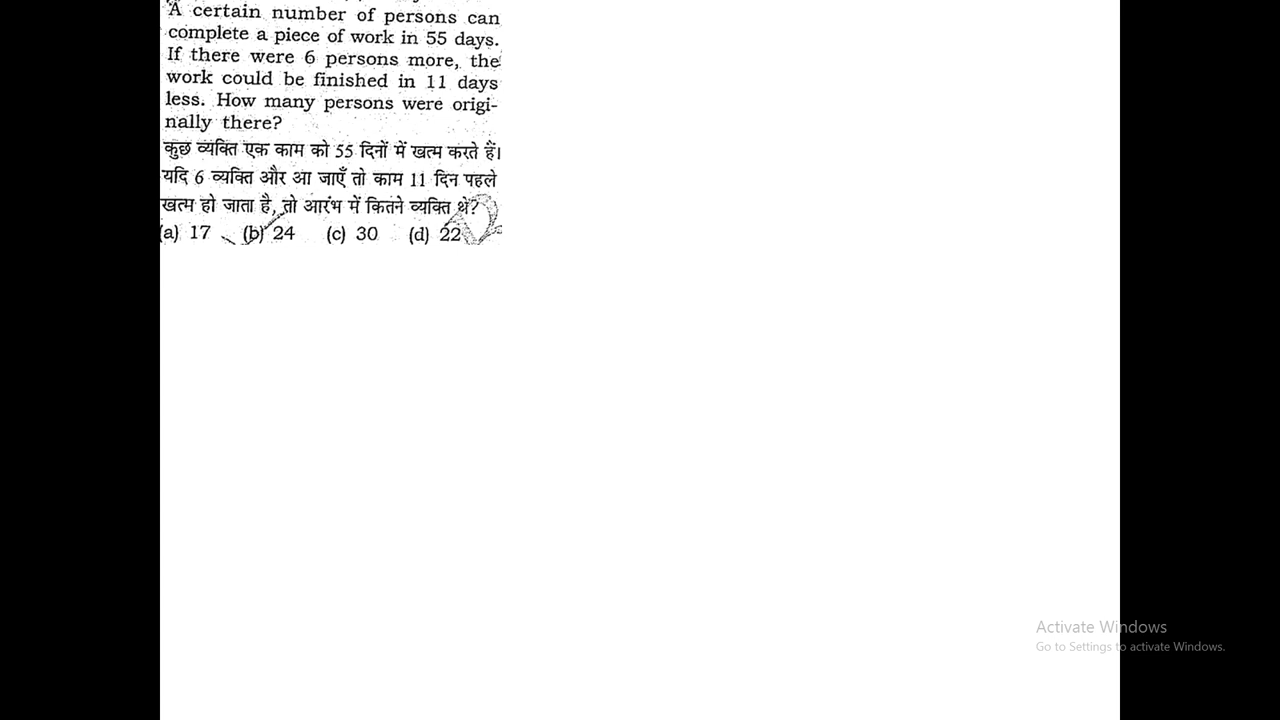 A certain number of persons can
complete a piece of work in 55 days.
If there were 6 persons more, the
work could be finished in 11 days
less. How many persons were origi-
nally there?
कुछ व्यक्ति एक काम को 55 दिनों में खत्म करते हैं।
यदि 6 व्यक्ति और आ जाएँ तो काम 11 दिन पहले
खत्म हो जाता है, तो आरंभ में कितने व्यक्ति थे?
(a) 17 (b) 24 (c) 30 (d) 22
Activate Windows
Go to Settings to activate Windows.